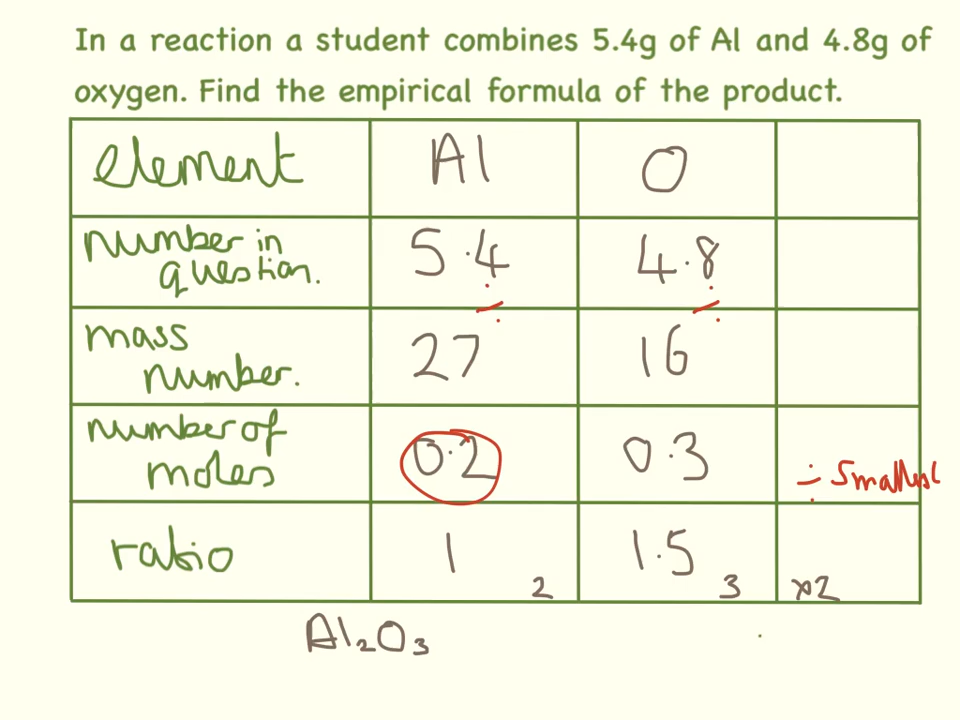 In a reaction a student combines 5.4g of Al and 4.8g of
oxygen. Find the empirical formula of the product.
element Al O
number in question. 5.4 4.8
÷ ÷
mass number. 27 16
number of moles 0.2 0.3 ÷ Smallest
ratio 1 2 1.5 3 ×2
Al₂O₃